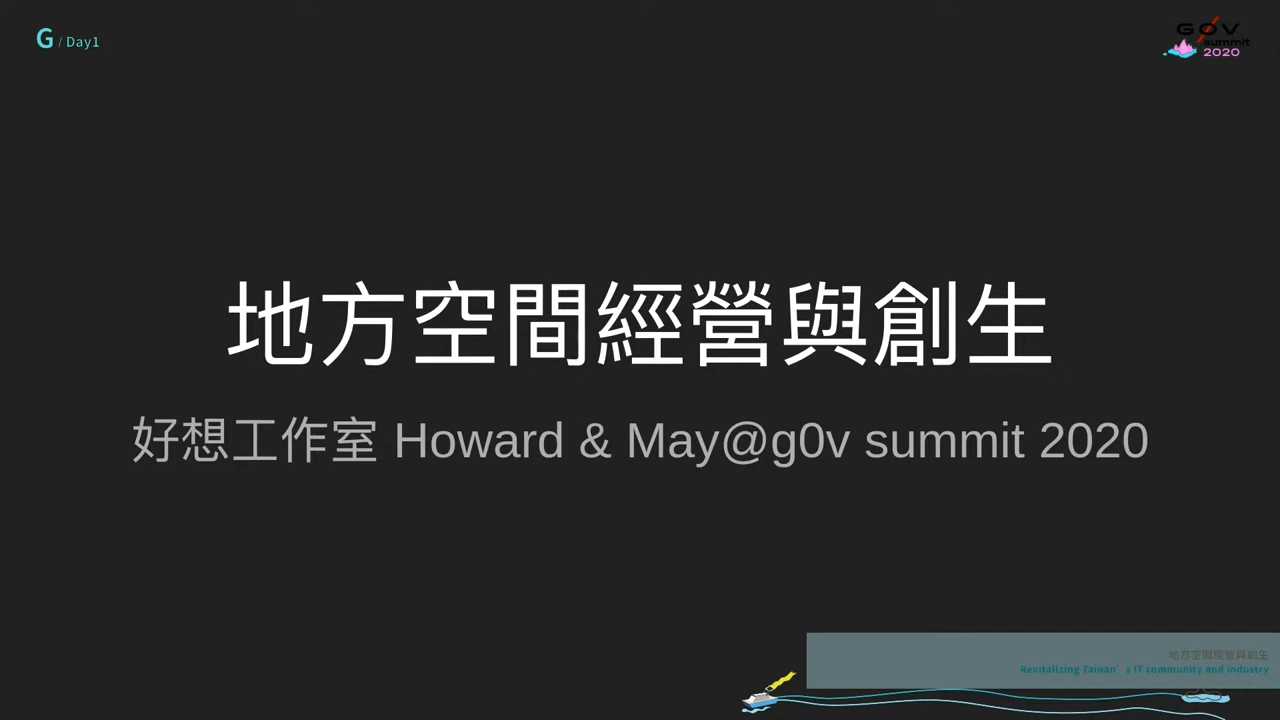 G / Day1
G0V
summit
2020
地方空間經營與創生
好想工作室 Howard & May@g0v summit 2020
地方空間經營與創生
Revitalizing Tainan's IT community and industry